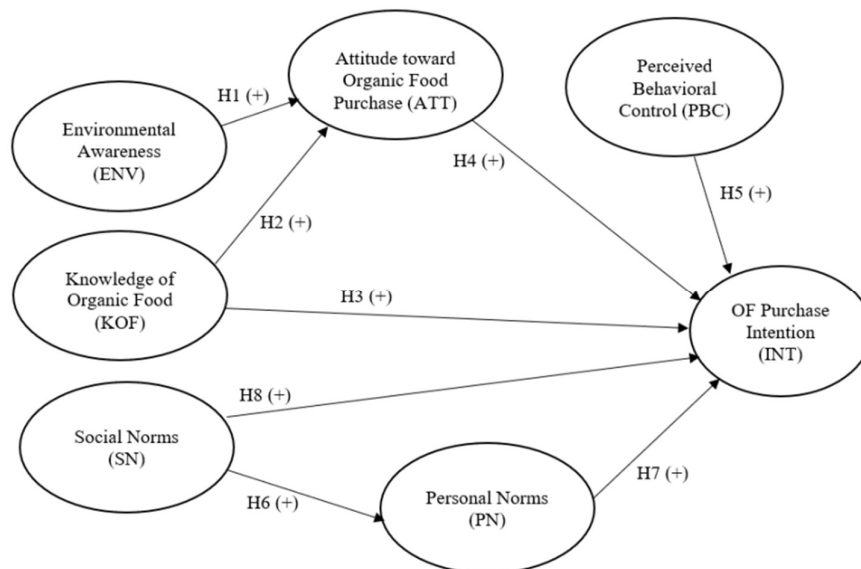 Attitude toward
Organic Food
Purchase (ATT)
Perceived
Behavioral
Control (PBC)
H1 (+)
Environmental
Awareness
(ENV)
H4 (+)
H5 (+)
H2 (+)
Knowledge of
Organic Food
(KOF)
H3 (+)
OF Purchase
Intention
(INT)
H8 (+)
Social Norms
(SN)
H7 (+)
H6 (+)
Personal Norms
(PN)